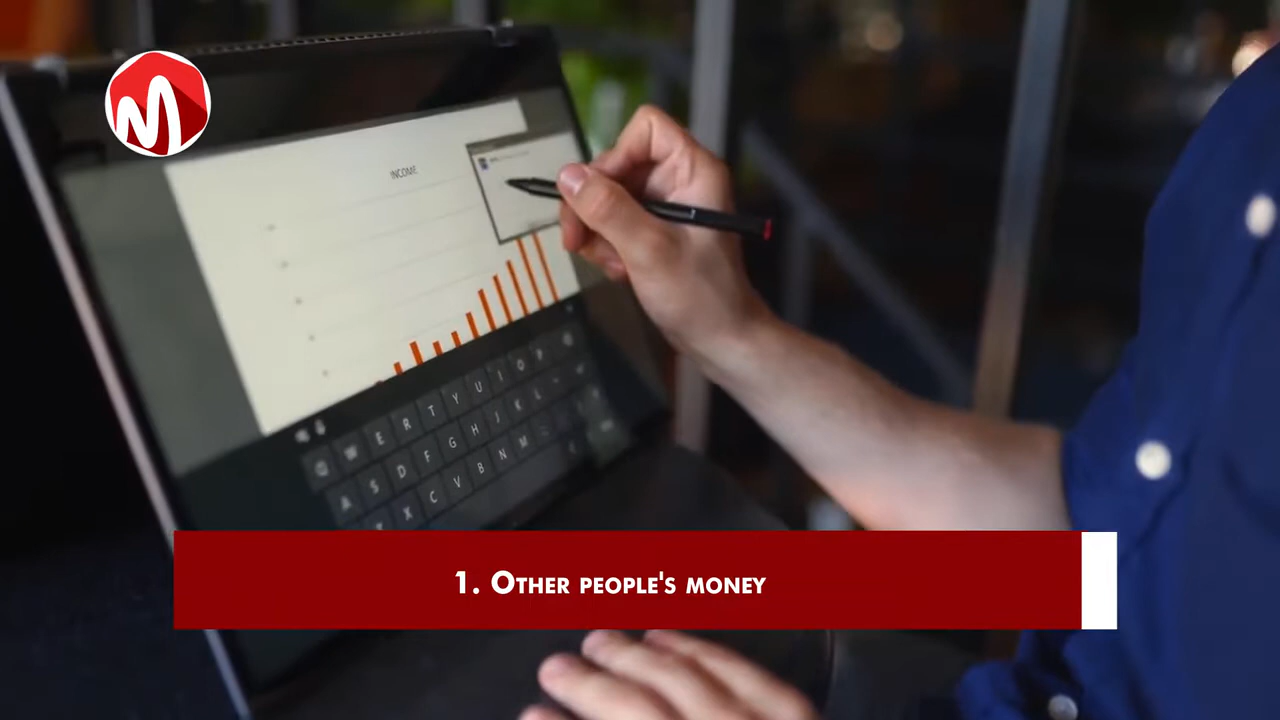 INCOME
Q W E R T Y U I O P
A S D F G H J K L
X C V B N M
1. Other people's money